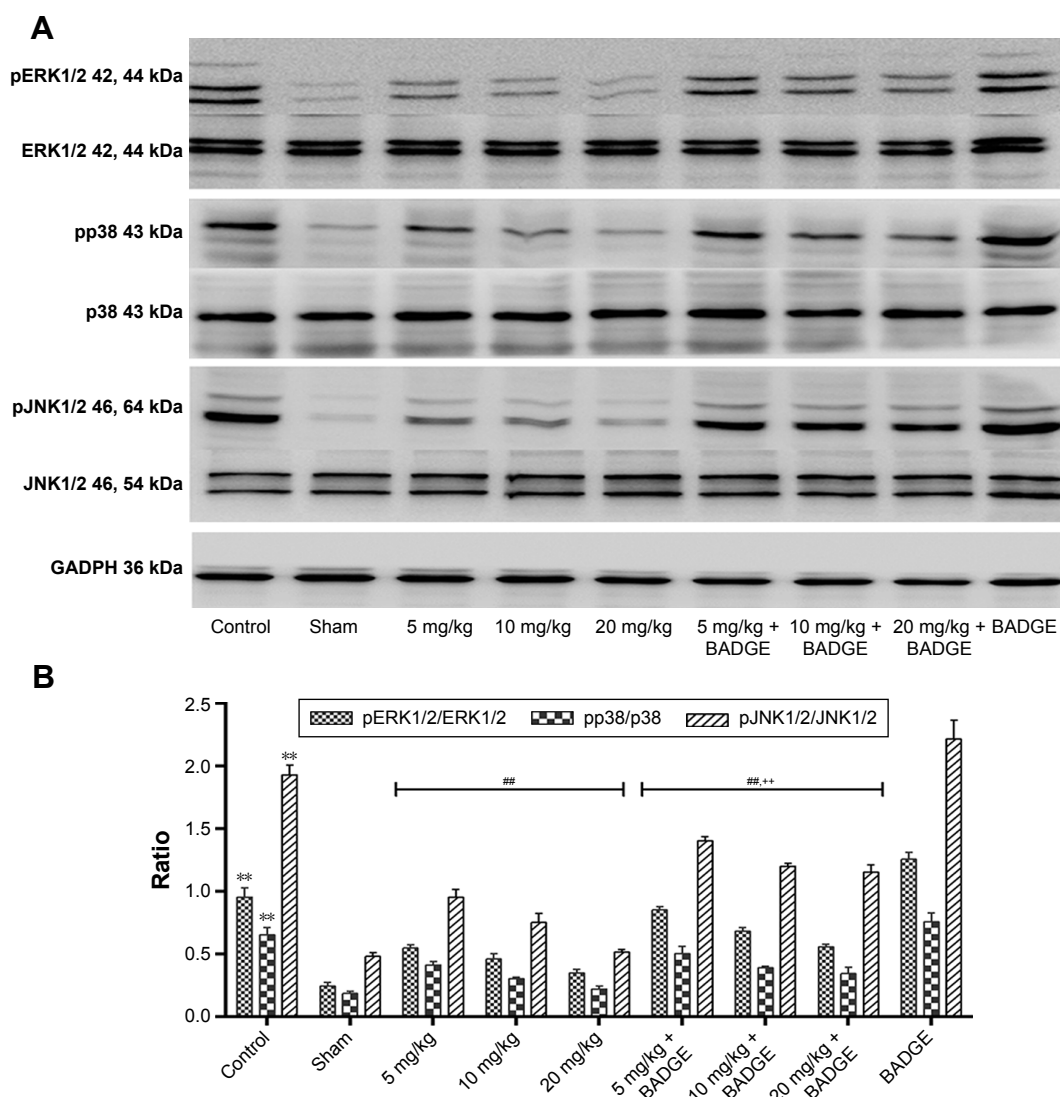 A
pERK1/2 42, 44 kDa
ERK1/2 42, 44 kDa
pp38 43 kDa
p38 43 kDa
pJNK1/2 46, 64 kDa
JNK1/2 46, 54 kDa
GADPH 36 kDa
Control Sham 5 mg/kg 10 mg/kg 20 mg/kg 5 mg/kg + 10 mg/kg + 20 mg/kg + BADGE
BADGE BADGE BADGE
B
2.5
pERK1/2/ERK1/2 pp38/p38 pJNK1/2/JNK1/2
2.0
**
##
##,++
1.5
Ratio
1.0
**
**
0.5
0.0
Control
Sham
5 mg/kg
10 mg/kg
20 mg/kg
5 mg/kg +
BADGE
10 mg/kg +
BADGE
20 mg/kg +
BADGE
BADGE